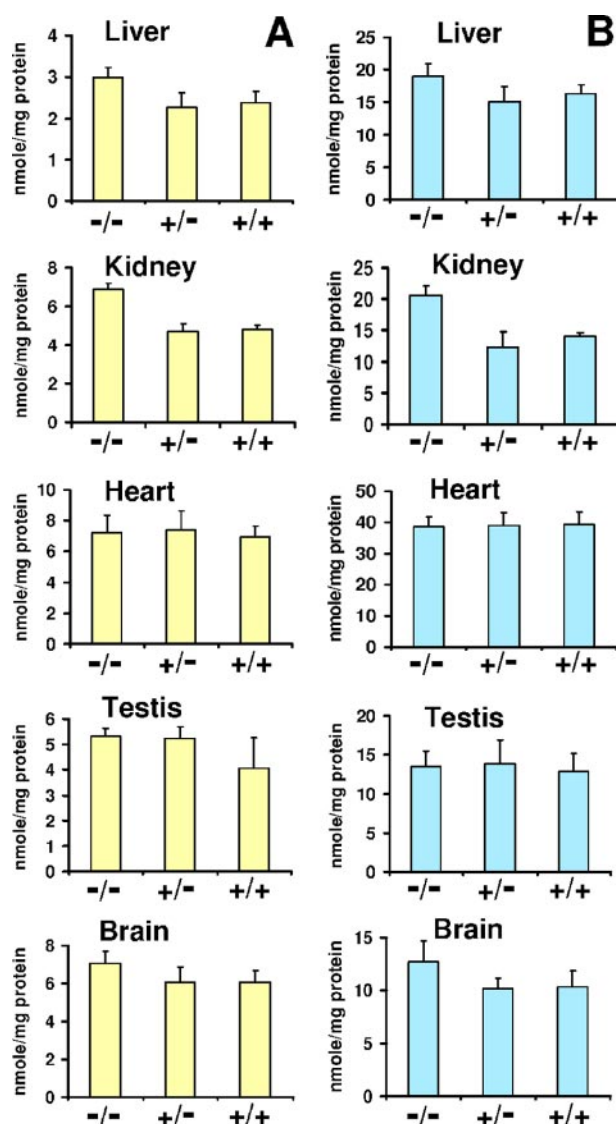 Liver A
nmole/mg protein
4
3
2
1
0
-/- +/- +/+
Liver B
nmole/mg protein
25
20
15
10
5
0
-/- +/- +/+
Kidney
nmole/mg protein
8
6
4
2
0
-/- +/- +/+
Kidney
nmole/mg protein
25
20
15
10
5
0
-/- +/- +/+
Heart
nmole/mg protein
10
8
6
4
2
0
-/- +/- +/+
Heart
nmole/mg protein
50
40
30
20
10
0
-/- +/- +/+
Testis
nmole/mg protein
6
5
4
3
2
1
0
-/- +/- +/+
Testis
nmole/mg protein
20
15
10
5
0
-/- +/- +/+
Brain
nmole/mg protein
8
6
4
2
0
-/- +/- +/+
Brain
nmole/mg protein
15
10
5
0
-/- +/- +/+